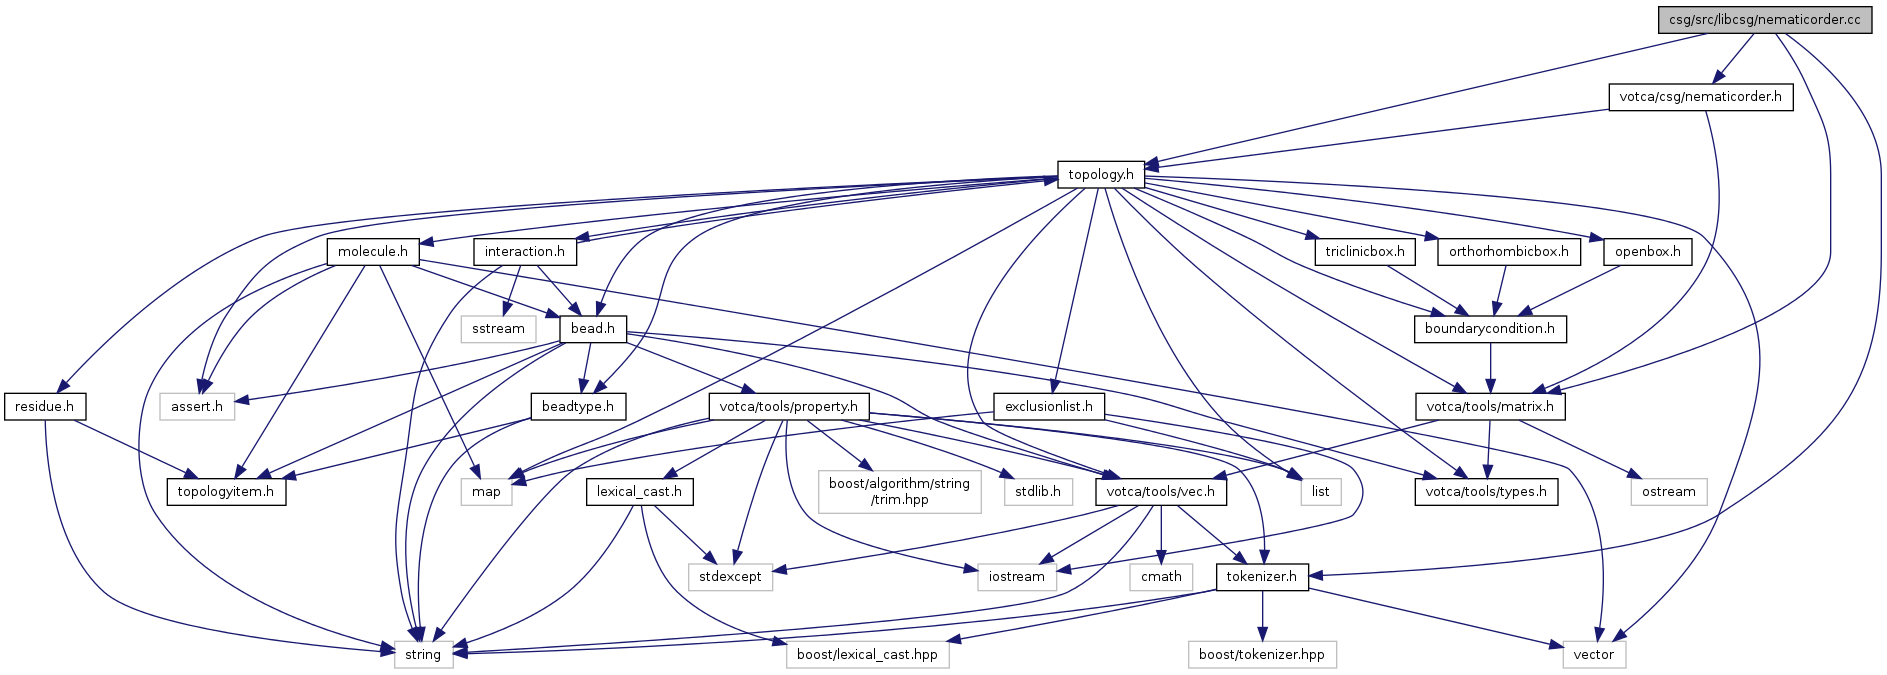 csg/src/libcsg/nematicorder.cc
votca/csg/nematicorder.h
topology.h
molecule.h
interaction.h
triclinicbox.h
orthorhombicbox.h
openbox.h
sstream
bead.h
boundarycondition.h
residue.h
assert.h
beadtype.h
votca/tools/property.h
exclusionlist.h
votca/tools/matrix.h
topologyitem.h
map
lexical_cast.h
boost/algorithm/string
/trim.hpp
stdlib.h
votca/tools/vec.h
list
votca/tools/types.h
ostream
stdexcept
iostream
cmath
tokenizer.h
string
boost/lexical_cast.hpp
boost/tokenizer.hpp
vector